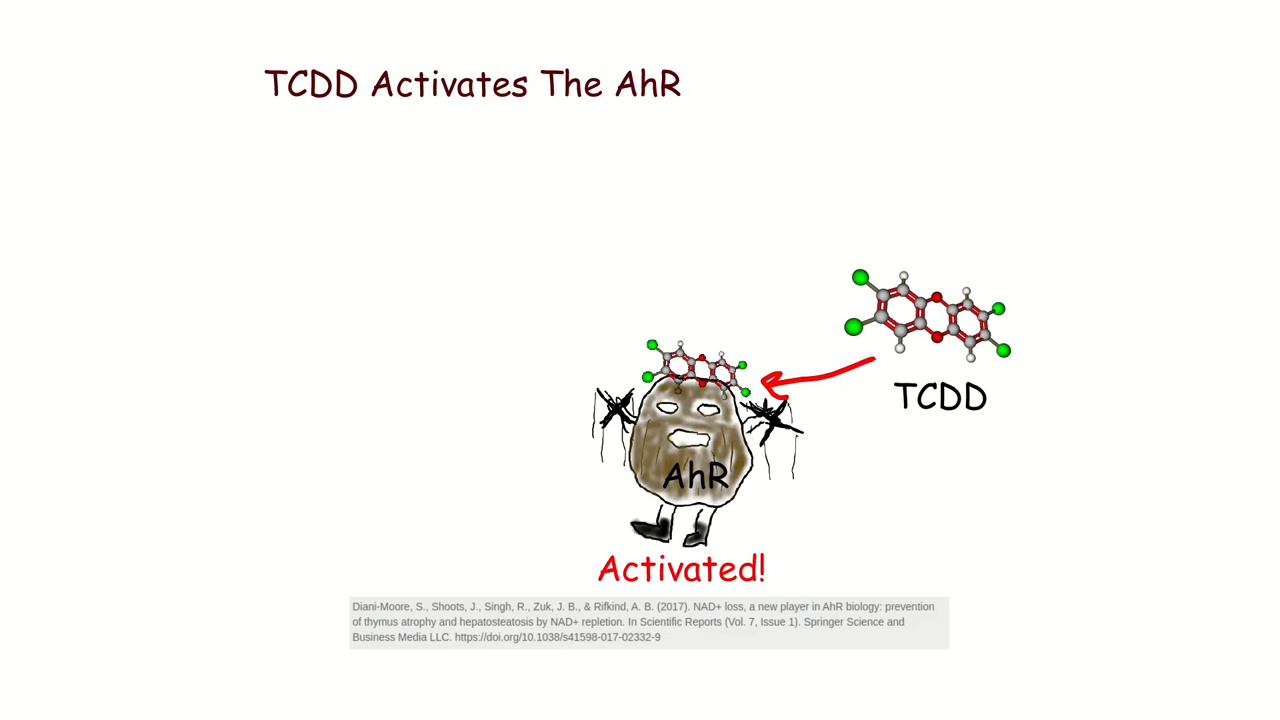 TCDD Activates The AhR
TCDD
AhR
Activated!
Diani-Moore, S., Shoots, J., Singh, R., Zuk, J. B., & Rifkind, A. B. (2017). NAD+ loss, a new player in AhR biology: prevention
of thymus atrophy and hepatosteatosis by NAD+ repletion. In Scientific Reports (Vol. 7, Issue 1). Springer Science and
Business Media LLC. https://doi.org/10.1038/s41598-017-02332-9